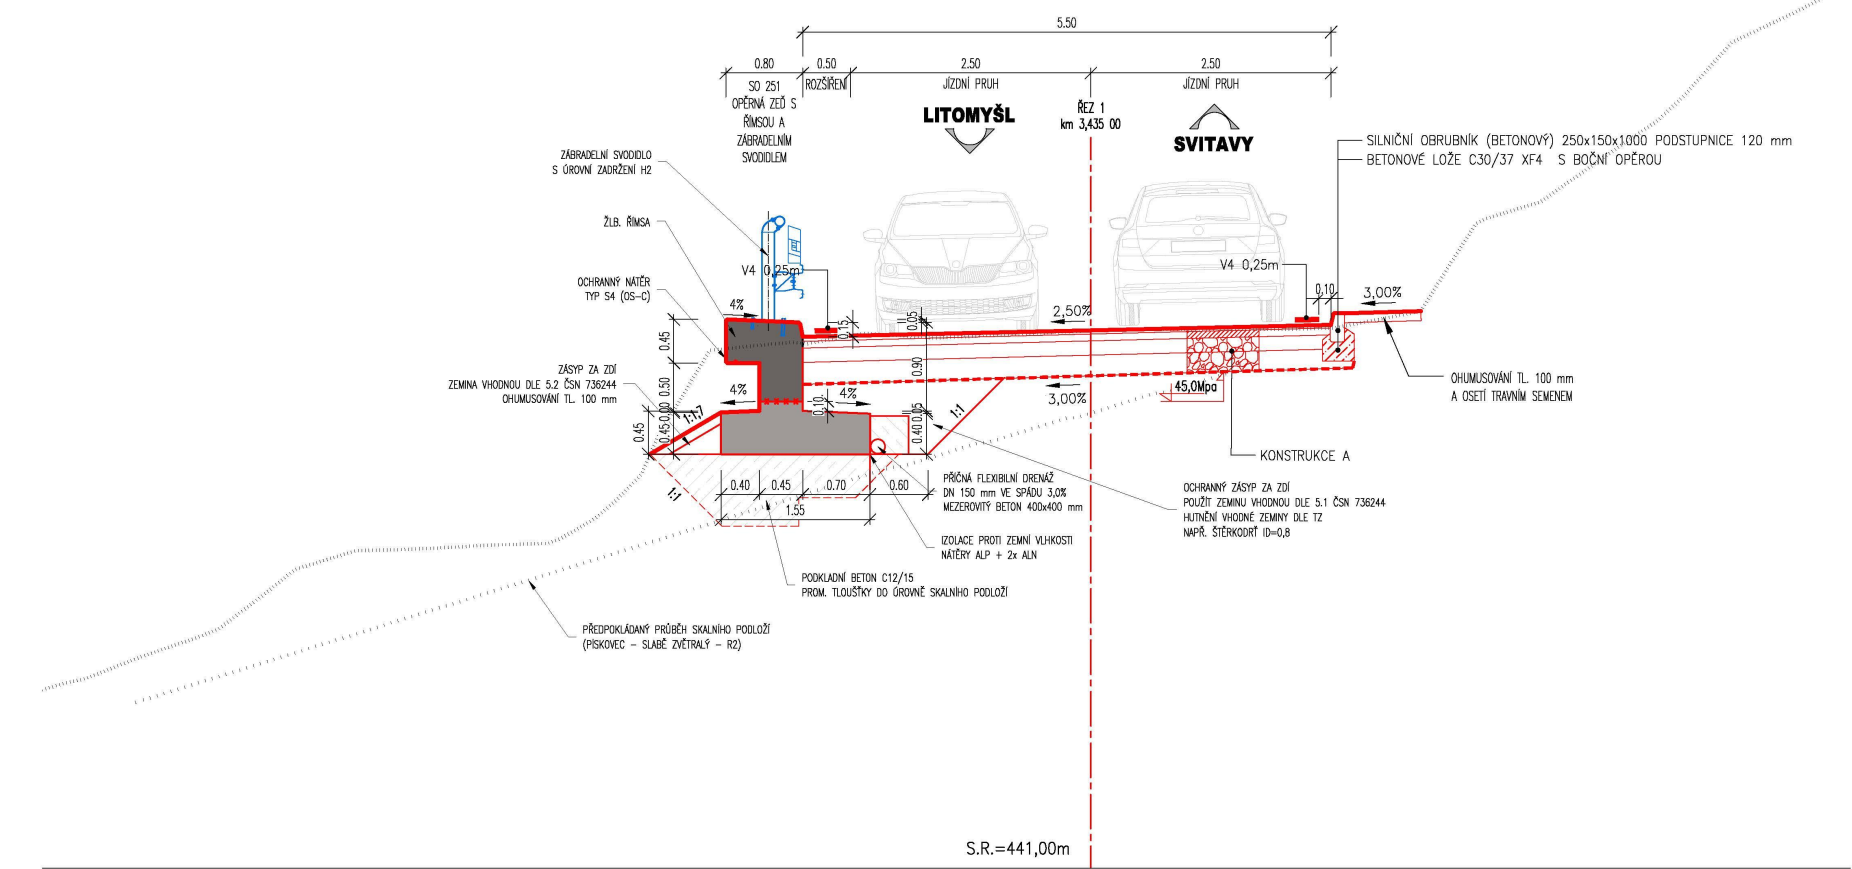 5.50
0.80
0.50
2.50
2.50
SO 251
OPĚRNÁ ZEĎ S
ŘÍMSOU A
ZÁBRADELNÍM
SVODIDLEM
ROZŠÍŘENÍ
JÍZDNÍ PRUH
JÍZDNÍ PRUH
LITOMYŠL
ŘEZ 1
km 3,435 00
SVITAVY
SILNIČNÍ OBRUBNÍK (BETONOVÝ) 250x150x1000 PODSTUPNICE 120 mm
BETONOVÉ LOŽE C30/37 XF4 S BOČNÍ OPĚROU
ZÁBRADELNÍ SVODIDLO
S ÚROVNÍ ZADRŽENÍ H2
ŽLB. ŘÍMSA
V4 0,25m
V4 0,25m
OCHRANNÝ NÁTĚR
TYP S4 (OS-C)
4%
0.15
0.05
2,50%
0.10
3,00%
0.45
0.90
ZÁSYP ZA ZDÍ
ZEMINA VHODNOU DLE 5.2 ČSN 736244
OHUMUSOVÁNÍ TL. 100 mm
0.50
4%
4%
0.10
3,00%
45,0Mpa
OHUMUSOVÁNÍ TL. 100 mm
A OSETÍ TRAVNÍM SEMENEM
0.00
1:1,7
0.05
1:1
0.45
0.45
0.40
KONSTRUKCE A
1:1
0.40
0.45
0.70
0.60
1.55
PŘÍČNÁ FLEXIBILNÍ DRENÁŽ
DN 150 mm VE SPÁDU 3,0%
MEZEROVITÝ BETON 400x400 mm
OCHRANNÝ ZÁSYP ZA ZDÍ
POUŽÍT ZEMINU VHODNOU DLE 5.1 ČSN 736244
HUTNĚNÍ VHODNÉ ZEMINY DLE TZ
NAPŘ. ŠTĚRKODRŤ ID=0,8
IZOLACE PROTI ZEMNÍ VLHKOSTI
NÁTĚRY ALP + 2x ALN
PODKLADNÍ BETON C12/15
PROM. TLOUŠŤKY DO ÚROVNĚ SKALNÍHO PODLOŽÍ
PŘEDPOKLÁDANÝ PRŮBĚH SKALNÍHO PODLOŽÍ
(PÍSKOVEC - SLABĚ ZVĚTRALÝ - R2)
S.R.=441,00m